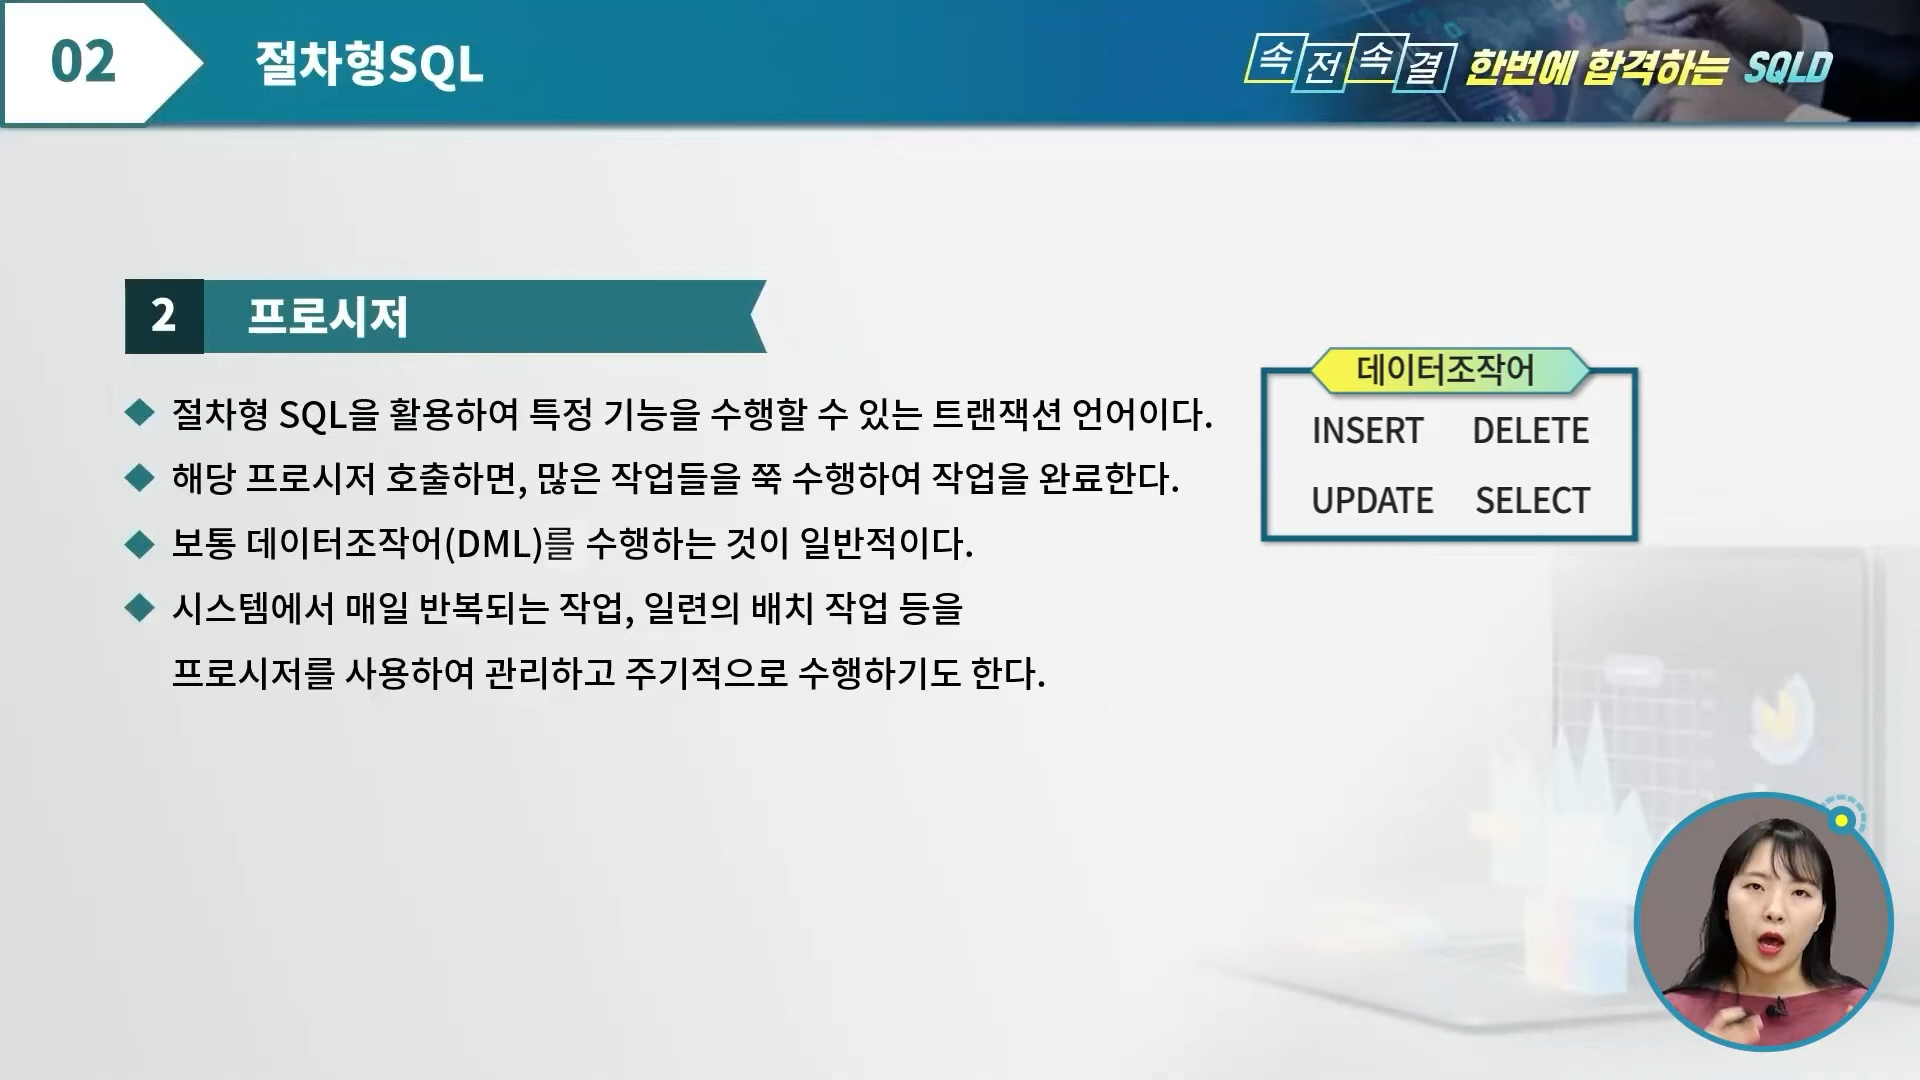 02
절차형SQL
속전속결 한번에 합격하는 SQLD
2
프로시저
절차형 SQL을 활용하여 특정 기능을 수행할 수 있는 트랜잭션 언어이다.
해당 프로시저 호출하면, 많은 작업들을 쭉 수행하여 작업을 완료한다.
보통 데이터조작어(DML)를 수행하는 것이 일반적이다.
시스템에서 매일 반복되는 작업, 일련의 배치 작업 등을
프로시저를 사용하여 관리하고 주기적으로 수행하기도 한다.
데이터조작어
INSERT DELETE
UPDATE SELECT